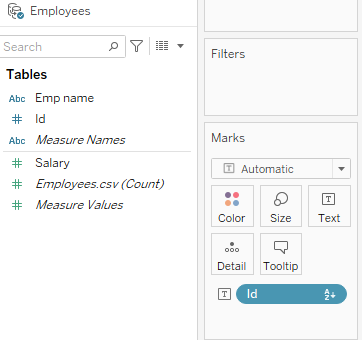 Employees
Search
Tables
Abc Emp name
# Id
Abc Measure Names
# Salary
# Employees.csv (Count)
# Measure Values
Filters
Marks
T Automatic
Color
Size
T Text
Detail
Tooltip
T Id AZ